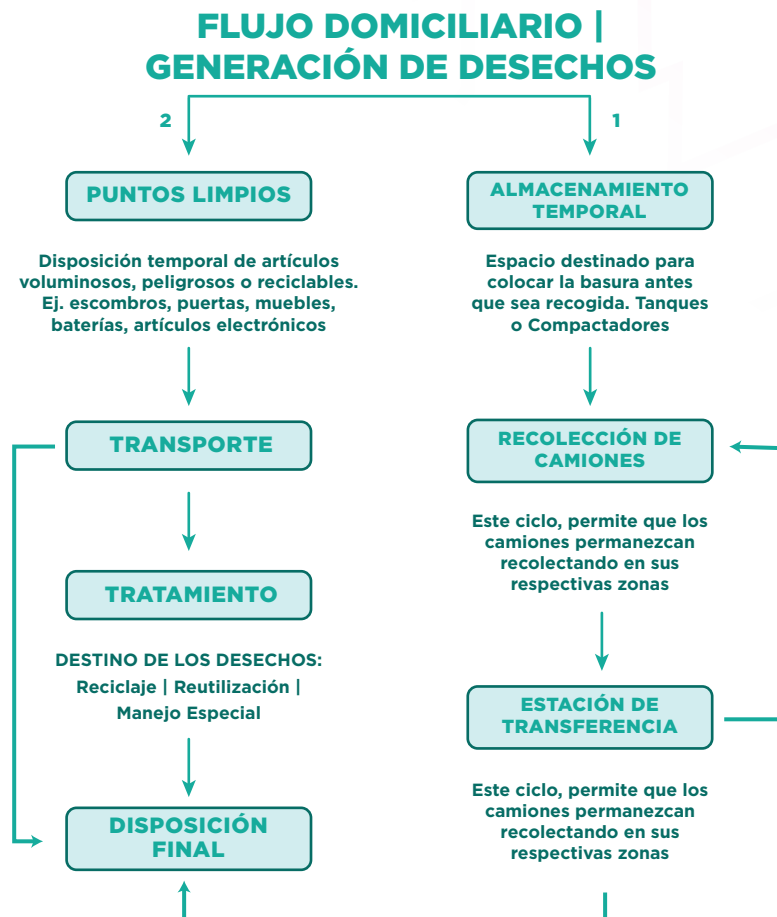 FLUJO DOMICILIARIO |
GENERACIÓN DE DESECHOS
2
PUNTOS LIMPIOS
Disposición temporal de artículos
voluminosos, peligrosos o reciclables.
Ej. escombros, puertas, muebles,
baterías, artículos electrónicos
TRANSPORTE
TRATAMIENTO
DESTINO DE LOS DESECHOS:
Reciclaje | Reutilización |
Manejo Especial
DISPOSICIÓN
FINAL
1
ALMACENAMIENTO
TEMPORAL
Espacio destinado para
colocar la basura antes
que sea recogida. Tanques
o Compactadores
RECOLECCIÓN DE
CAMIONES
Este ciclo, permite que los
camiones permanezcan
recolectando en sus
respectivas zonas
ESTACIÓN DE
TRANSFERENCIA
Este ciclo, permite que los
camiones permanezcan
recolectando en sus
respectivas zonas